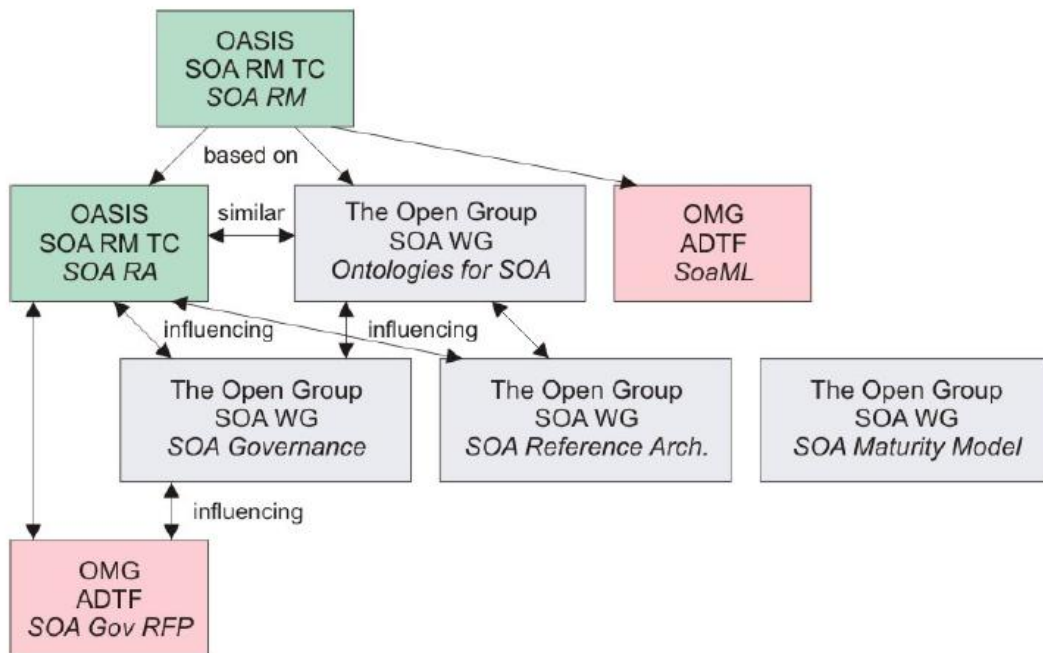 OASIS
SOA RM TC
SOA RM
based on
OASIS
SOA RM TC
SOA RA
similar
The Open Group
SOA WG
Ontologies for SOA
OMG
ADTF
SoaML
influencing
influencing
The Open Group
SOA WG
SOA Governance
The Open Group
SOA WG
SOA Reference Arch.
The Open Group
SOA WG
SOA Maturity Model
influencing
OMG
ADTF
SOA Gov RFP